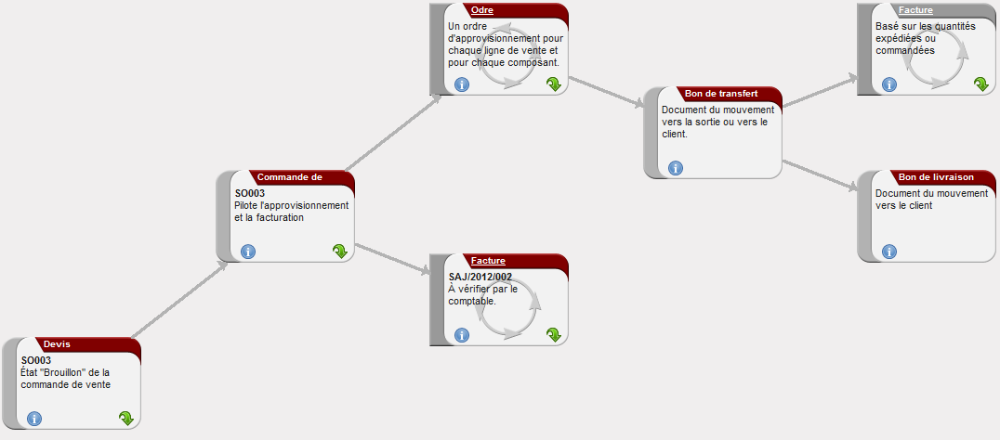 Odre
Un ordre
d'approvisionnement pour
chaque ligne de vente et
pour chaque composant.
Facture
Basé sur les quantités
expédiées ou
commandées
Bon de transfert
Document du mouvement
vers la sortie ou vers le
client.
Commande de
SO003
Pilote l'approvisionnement
et la facturation
Bon de livraison
Document du mouvement
vers le client
Facture
SAJ/2012/002
À vérifier par le
comptable.
Devis
SO003
État "Brouillon" de la
commande de vente